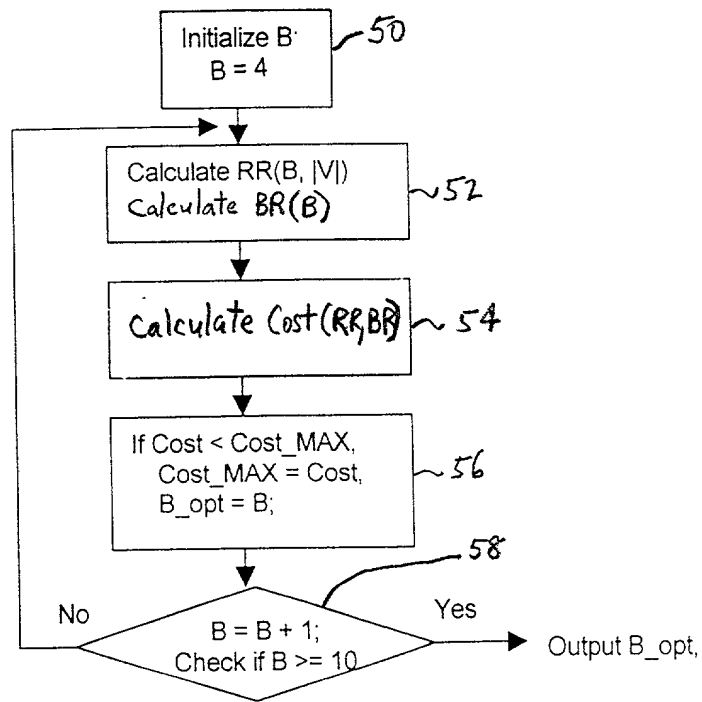 Initialize B
B = 4
50
Calculate RR(B, |V|)
Calculate BR(B)
52
Calculate Cost(RR,BR)
54
If Cost < Cost_MAX,
Cost_MAX = Cost,
B_opt = B;
56
58
No
Yes
B = B + 1;
Check if B >= 10
Output B_opt,